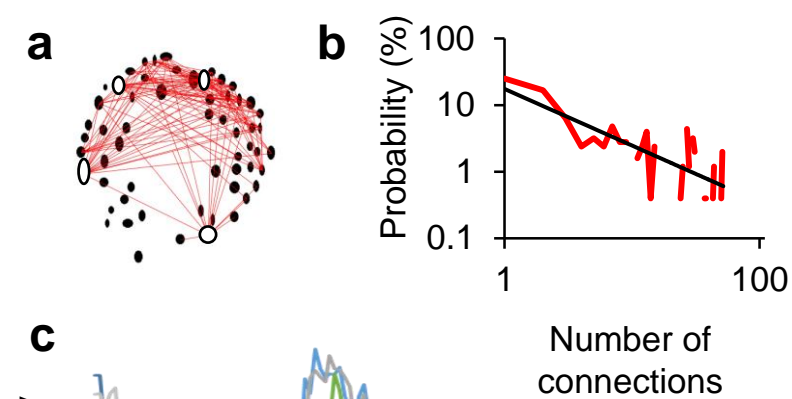 a
b
Probability (%)
100
10
1
0.1
1
100
Number of
connections
c